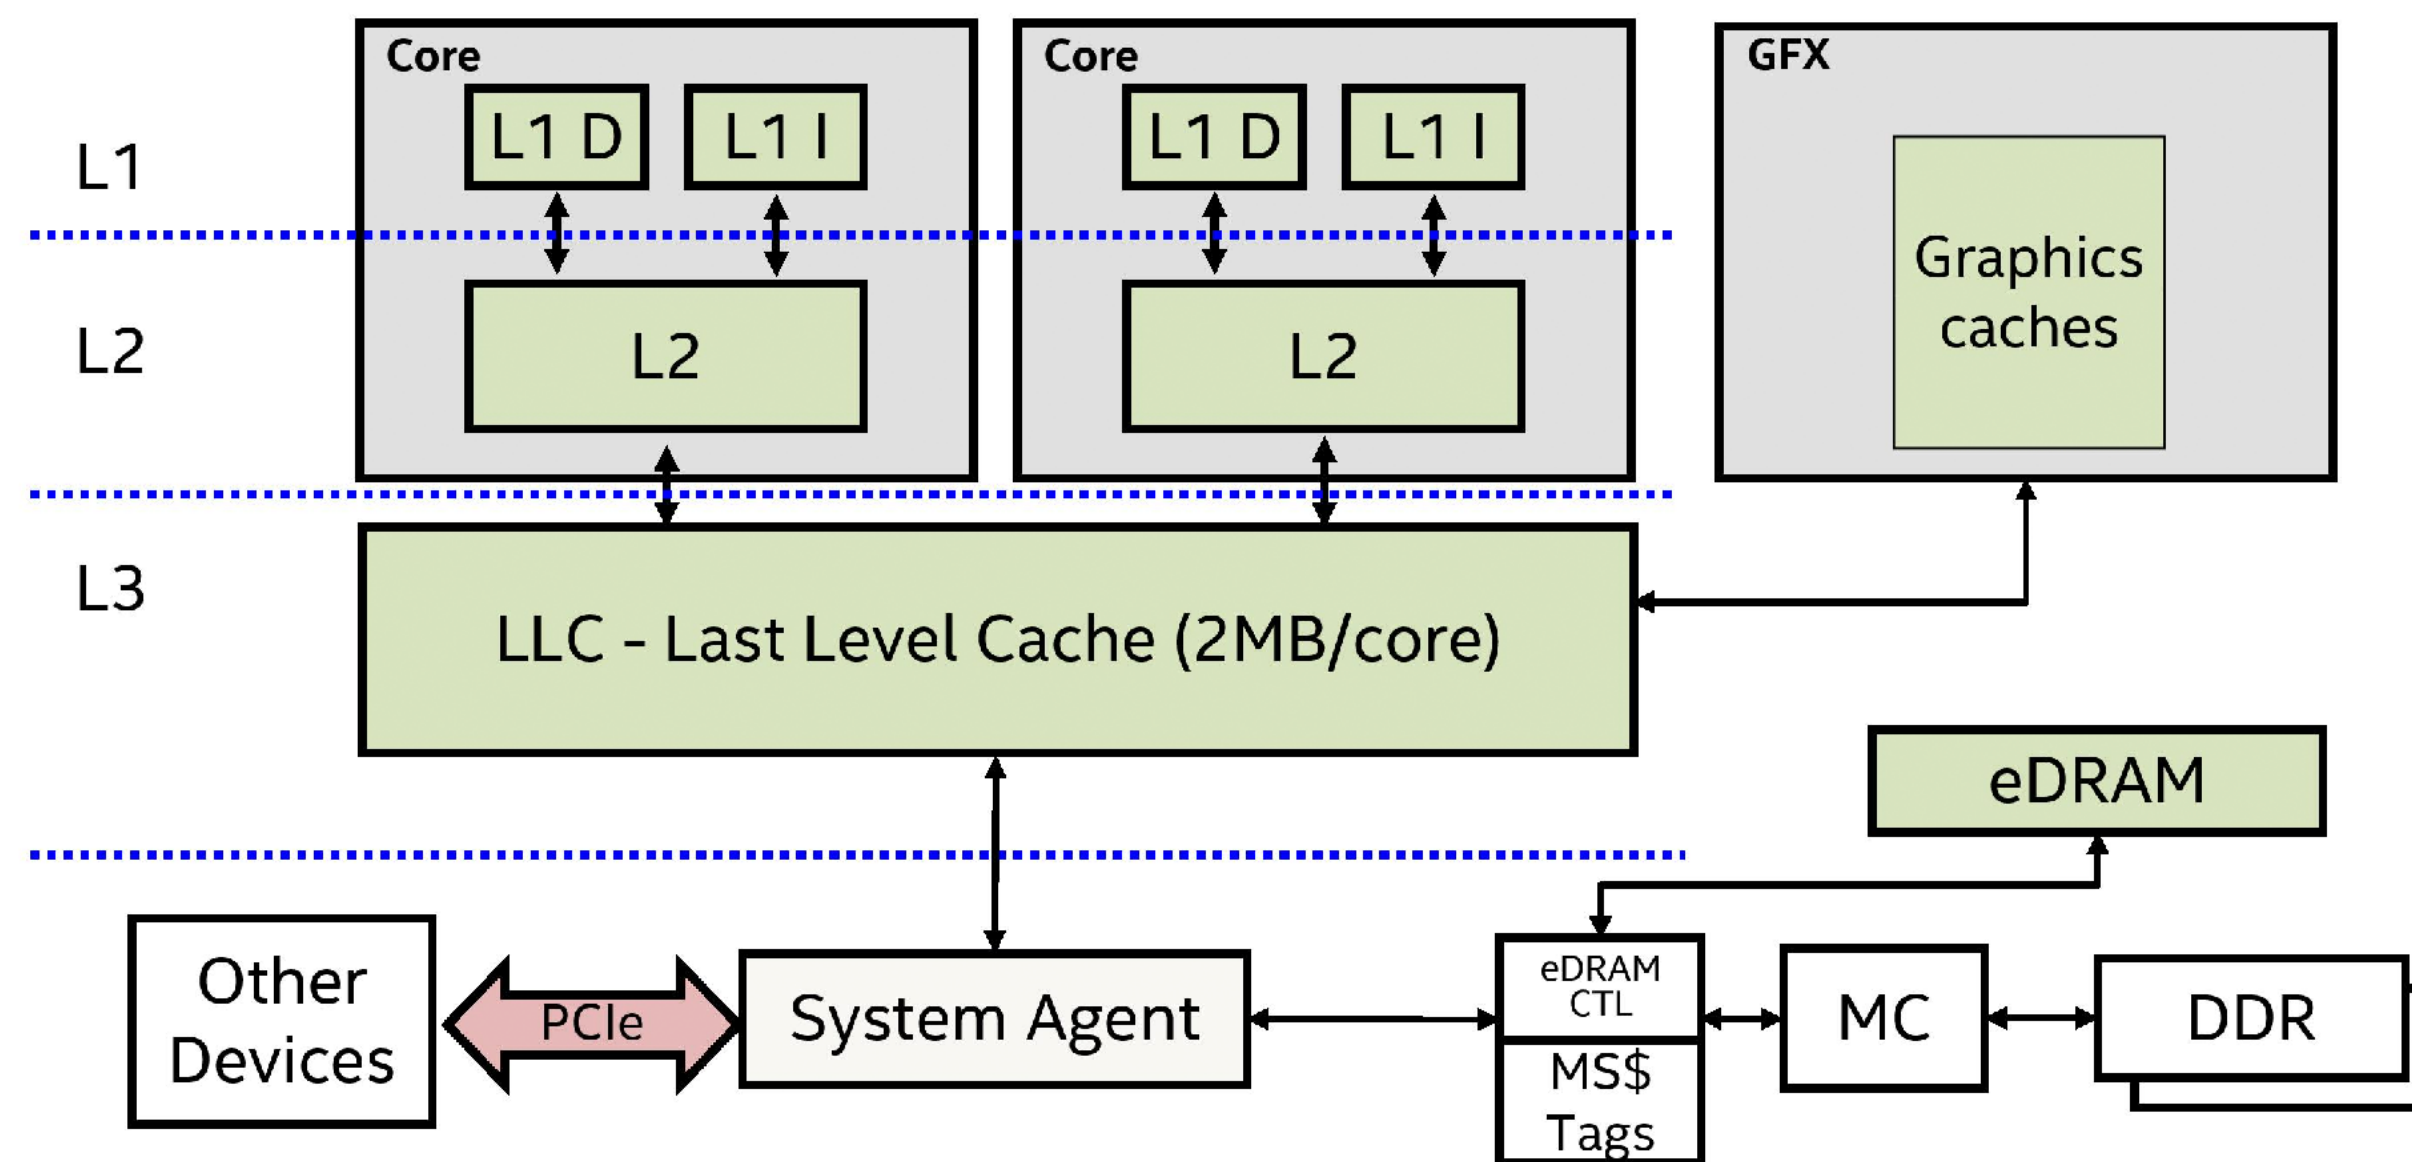 Core
Core
GFX
L1 D
L1 I
L1 D
L1 I
L1
Graphics
caches
L2
L2
L2
L3
LLC - Last Level Cache (2MB/core)
eDRAM
Other
Devices
PCIe
System Agent
eDRAM
CTL
MS$
Tags
MC
DDR